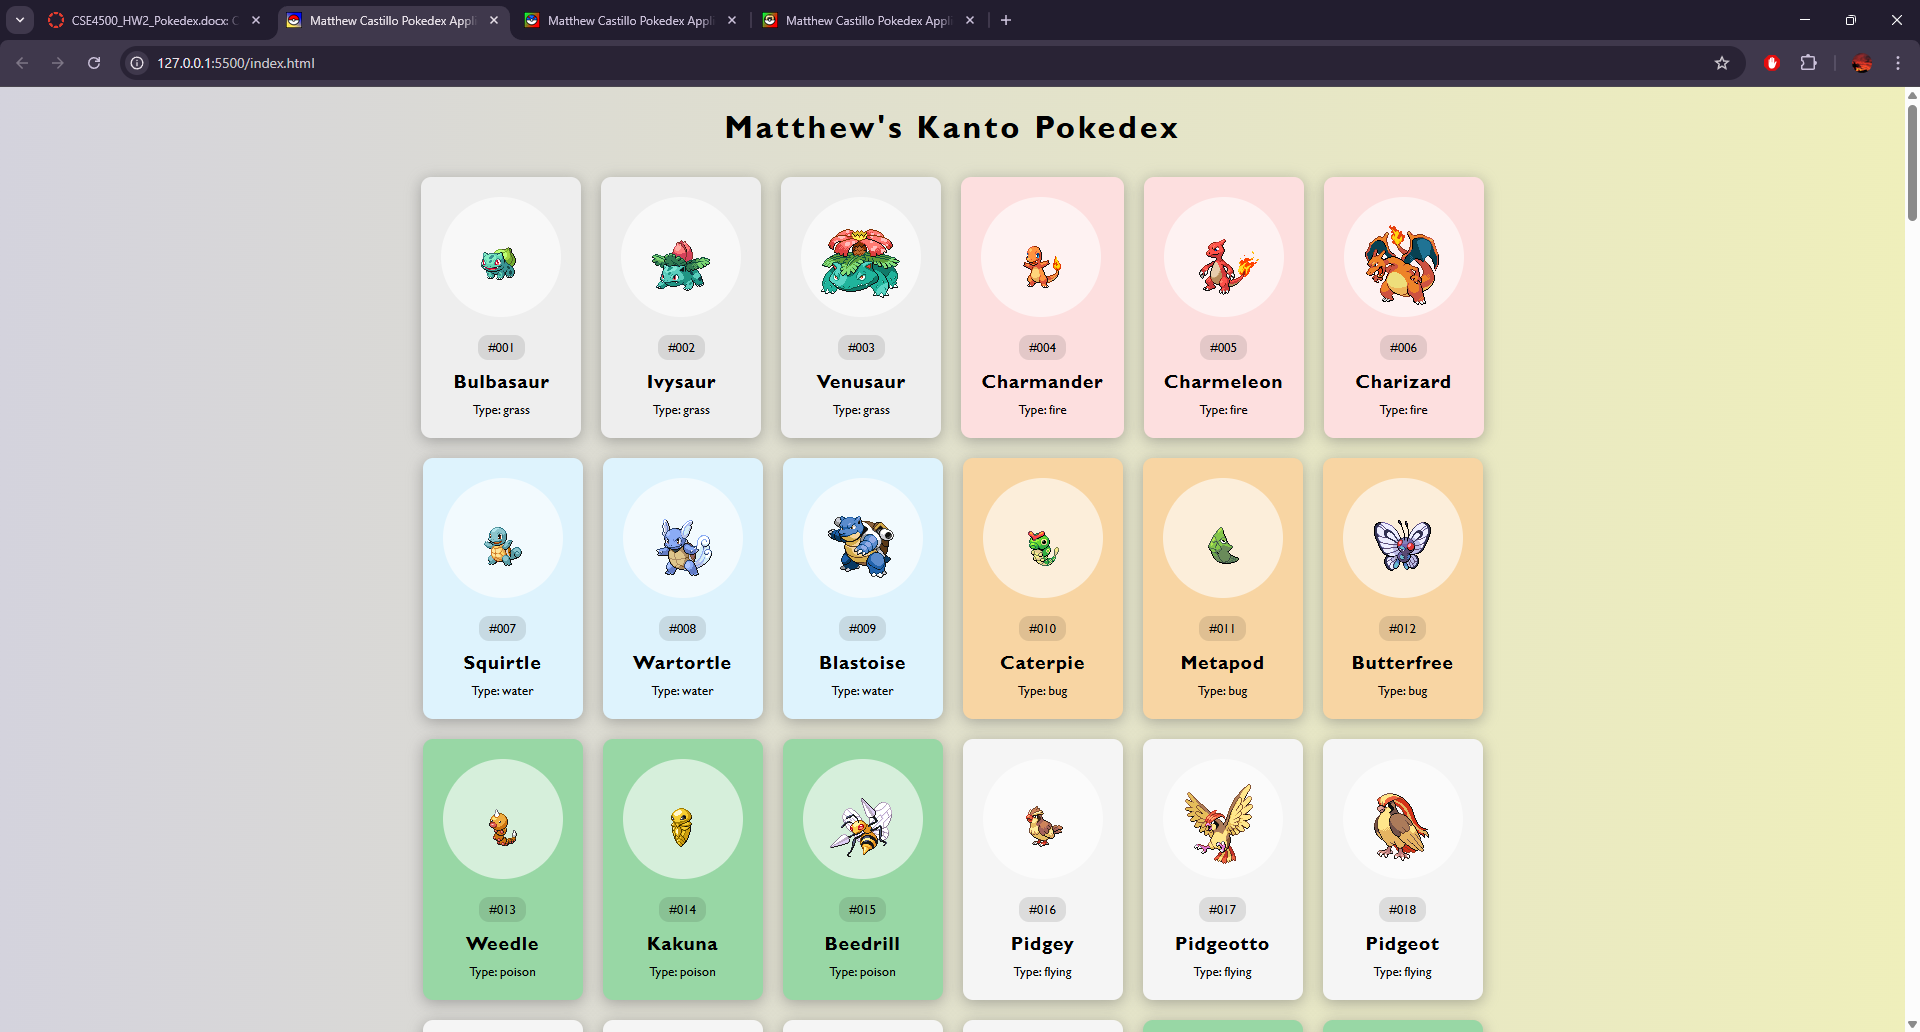 CSE4500_HW2_Pokedex.docx: C
Matthew Castillo Pokedex Appli
Matthew Castillo Pokedex Appli
Matthew Castillo Pokedex Appli
127.0.0.1:5500/index.html
Matthew's Kanto Pokedex
#001
Bulbasaur
Type: grass
#002
Ivysaur
Type: grass
#003
Venusaur
Type: grass
#004
Charmander
Type: fire
#005
Charmeleon
Type: fire
#006
Charizard
Type: fire
#007
Squirtle
Type: water
#008
Wartortle
Type: water
#009
Blastoise
Type: water
#010
Caterpie
Type: bug
#011
Metapod
Type: bug
#012
Butterfree
Type: bug
#013
Weedle
Type: poison
#014
Kakuna
Type: poison
#015
Beedrill
Type: poison
#016
Pidgey
Type: flying
#017
Pidgeotto
Type: flying
#018
Pidgeot
Type: flying